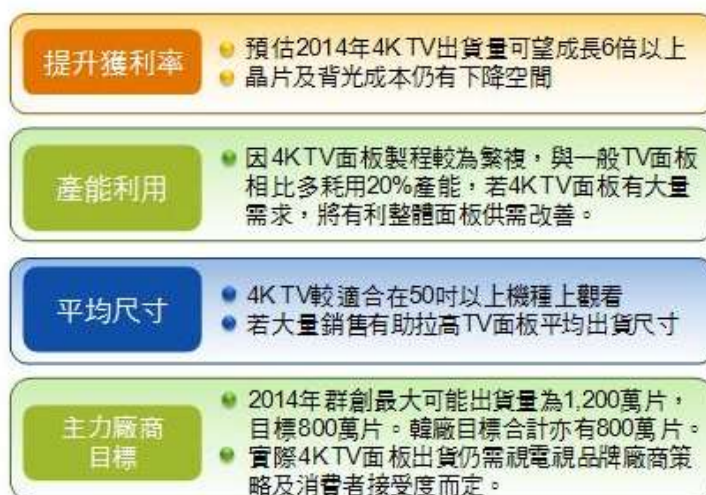 提升獲利率
預估2014年4K TV出貨量可望成長6倍以上
晶片及背光成本仍有下降空間
產能利用
因4K TV面板製程較為繁複，與一般TV面板
相比多耗用20%產能，若4K TV面板有大量
需求，將有利整體面板供需改善。
平均尺寸
4K TV較適合在50吋以上機種上觀看
若大量銷售有助拉高TV面板平均出貨尺寸
主力廠商
目標
2014年群創最大可能出貨量為1,200萬片，
目標800萬片。韓廠目標合計亦有800萬片。
實際4K TV面板出貨仍需視電視品牌廠商策
略及消費者接受度而定。